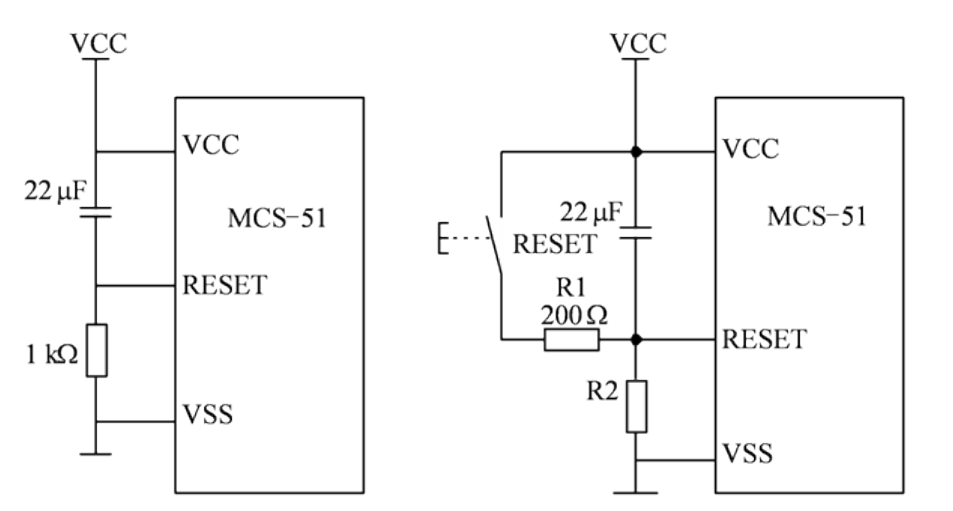 VCC
VCC
22 μF
MCS-51
RESET
1 kΩ
VSS
VCC
VCC
22 μF
MCS-51
RESET
R1
200 Ω
RESET
R2
VSS